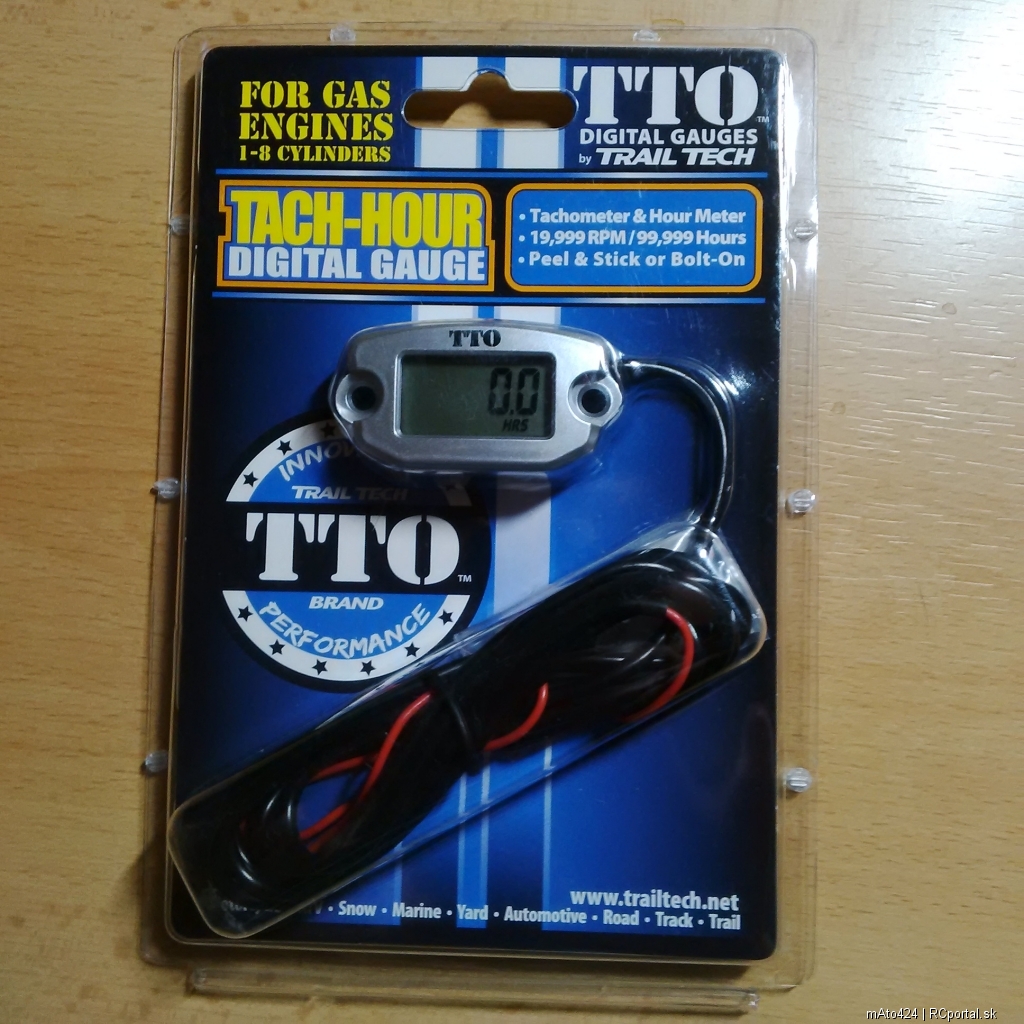 FOR GAS
ENGINES
1-8 CYLINDERS
TTO™
DIGITAL GAUGES
by TRAIL TECH
TACH-HOUR
DIGITAL GAUGE
• Tachometer & Hour Meter
• 19,999 RPM / 99,999 Hours
• Peel & Stick or Bolt-On
TTO
0.0
HRS
TRAIL TECH
TTO™
BRAND
PERFORMANCE
www.trailtech.net
• Snow • Marine • Yard • Automotive • Road • Track • Trail
mAto424 | RCportal.sk